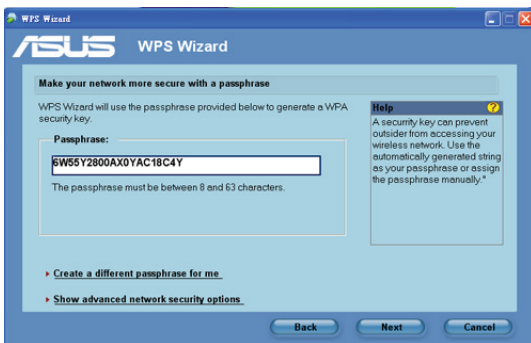 WPS Wizard
ASUS WPS Wizard
Make your network more secure with a passphrase
WPS Wizard will use the passphrase provided below to generate a WPA
security key.
Passphrase:
6W55Y2800AX0YAC18C4Y
The passphrase must be between 8 and 63 characters.
Help
A security key can prevent
outsider from accessing your
wireless network. Use the
automatically generated string
as your passphrase or assign
the passphrase manually."
Create a different passphrase for me
Show advanced network security options
Back Next Cancel